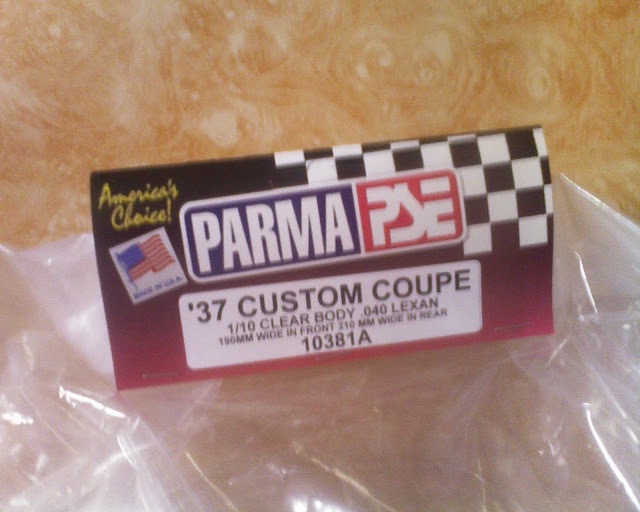 America's
Choice!
PARMA PSE
MADE IN U.S.A.
'37 CUSTOM COUPE
1/10 CLEAR BODY .040 LEXAN
190MM WIDE IN FRONT 210 MM WIDE IN REAR
10381A